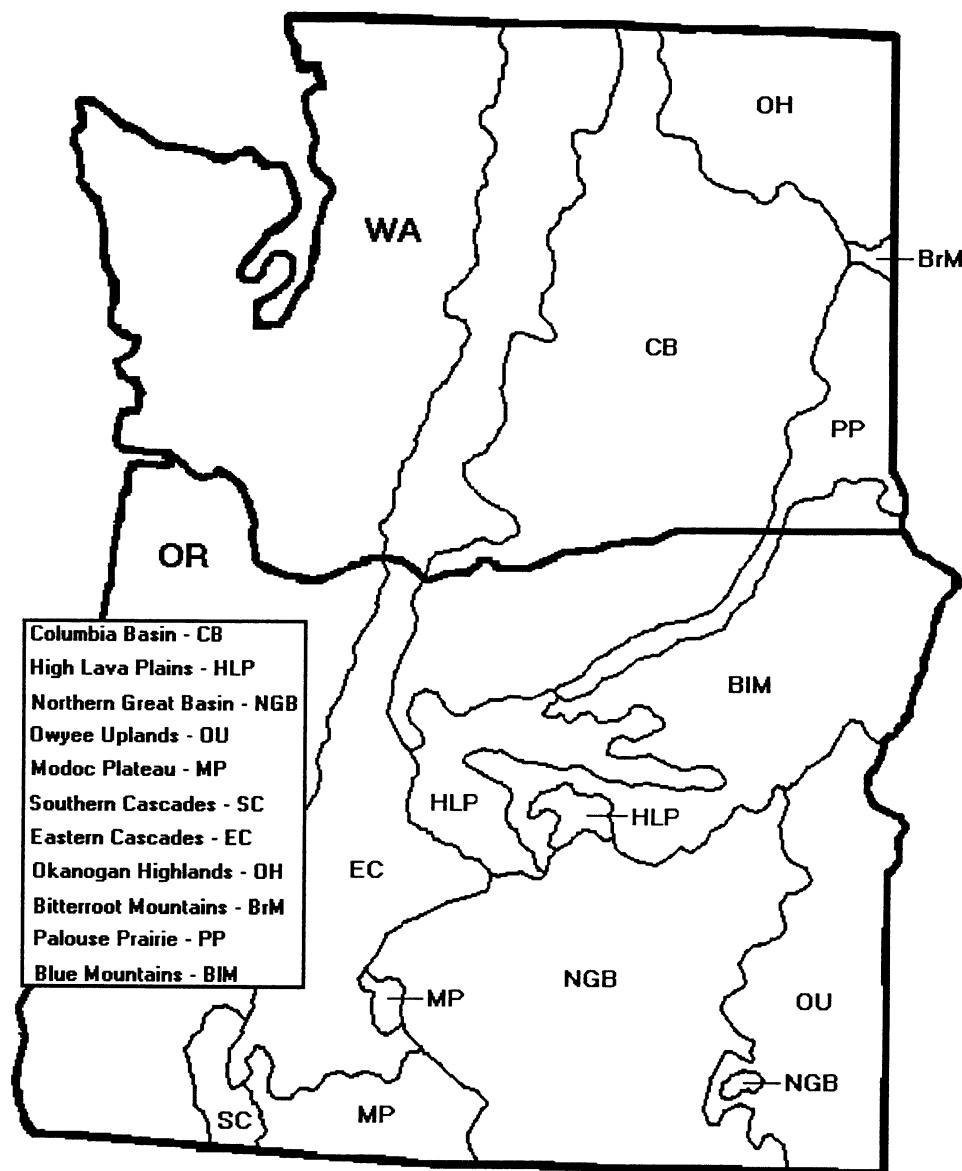 OH
WA
BrM
CB
PP
OR
Columbia Basin - CB
High Lava Plains - HLP
Northern Great Basin - NGB
Owyee Uplands - OU
Modoc Plateau - MP
Southern Cascades - SC
Eastern Cascades - EC
Okanogan Highlands - OH
Bitterroot Mountains - BrM
Palouse Prairie - PP
Blue Mountains - BIM
BIM
HLP
HLP
EC
NGB
MP
OU
NGB
SC
MP